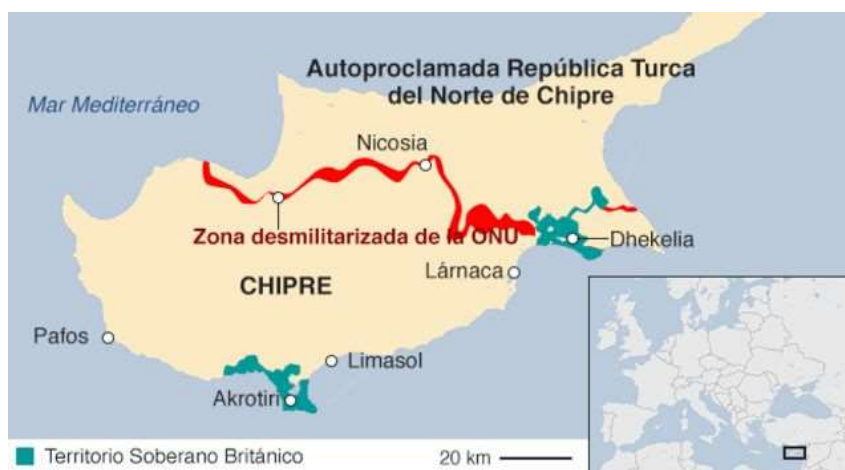 Autoproclamada República Turca
del Norte de Chipre
Mar Mediterráneo
Nicosia
Zona desmilitarizada de la ONU
Dhekelia
Lárnaca
CHIPRE
Pafos
Limasol
Akrotiri
Territorio Soberano Británico
20 km